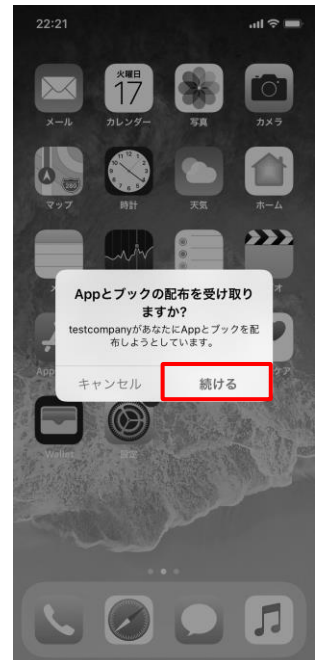 22:21
火曜日
17
メール
カレンダー
写真
カメラ
280
マップ
時計
天気
ホーム
Appとブックの配布を受け取り
ますか?
testcompanyがあなたにAppとブックを配
布しようとしています。
キャンセル
続ける
Wallet
設定